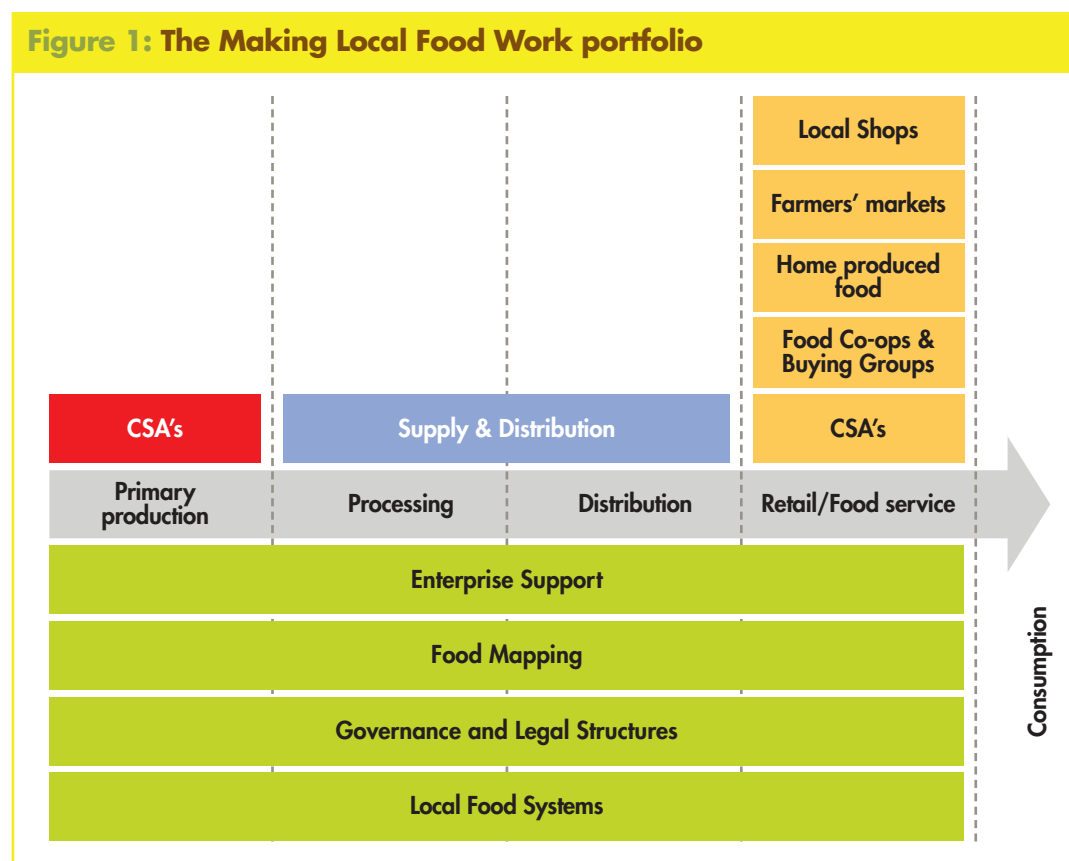 Figure 1: The Making Local Food Work portfolio
Local Shops
Farmers’ markets
Home produced
food
Food Co-ops &
Buying Groups
CSA’s
Supply & Distribution
CSA’s
Primary
production
Processing
Distribution
Retail/Food service
Enterprise Support
Food Mapping
Governance and Legal Structures
Local Food Systems
Consumption